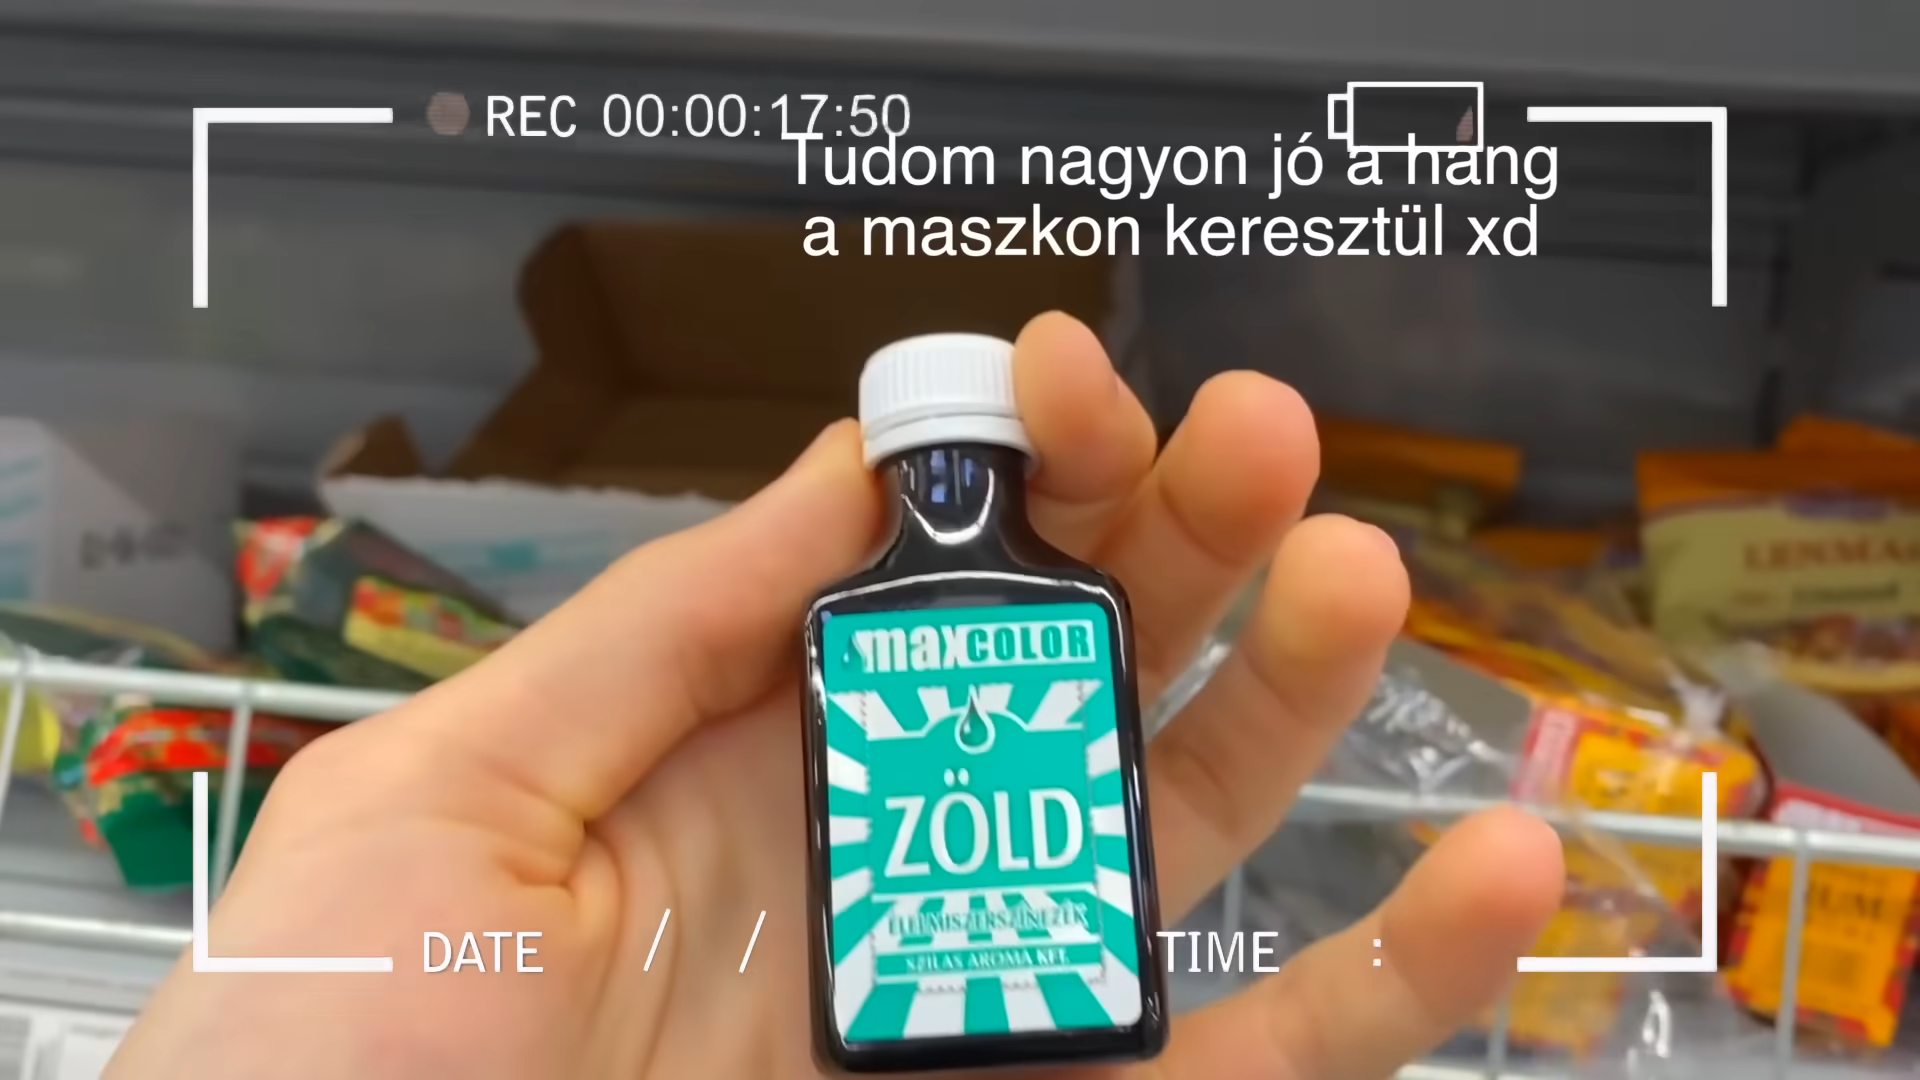 REC 00:00:17:50
Tudom nagyon jó a hang
a maszkon keresztül xd
maxCOLOR
ZÖLD
ÉLELMISZERSZÍNEZÉK
SZILAS AROMA KFT.
DATE / /
TIME :